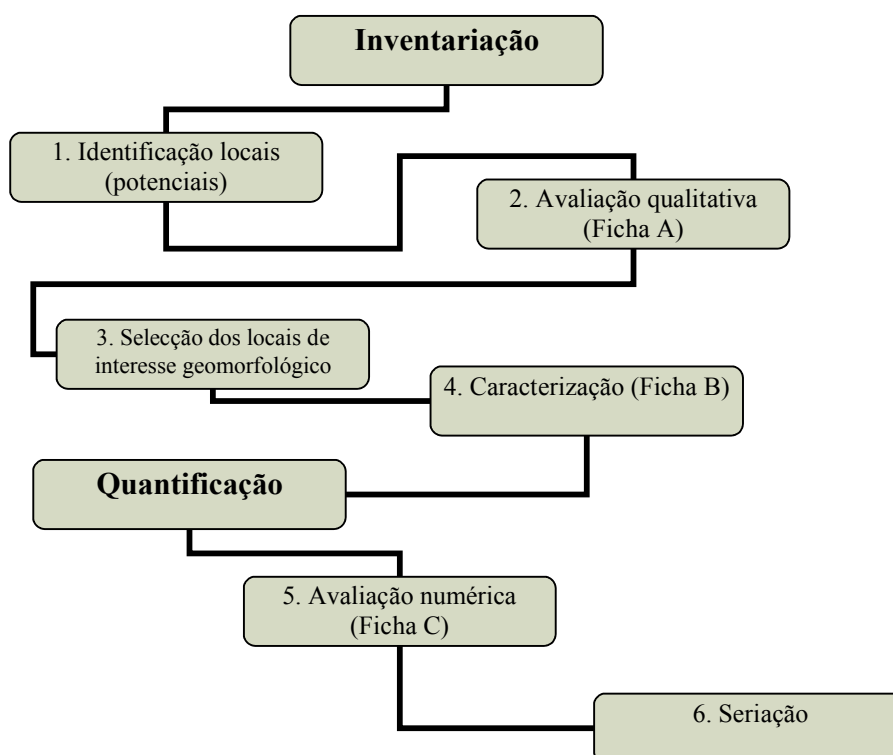 Inventariação
1. Identificação locais
(potenciais)
2. Avaliação qualitativa
(Ficha A)
3. Selecção dos locais de
interesse geomorfológico
4. Caracterização (Ficha B)
Quantificação
5. Avaliação numérica
(Ficha C)
6. Seriação